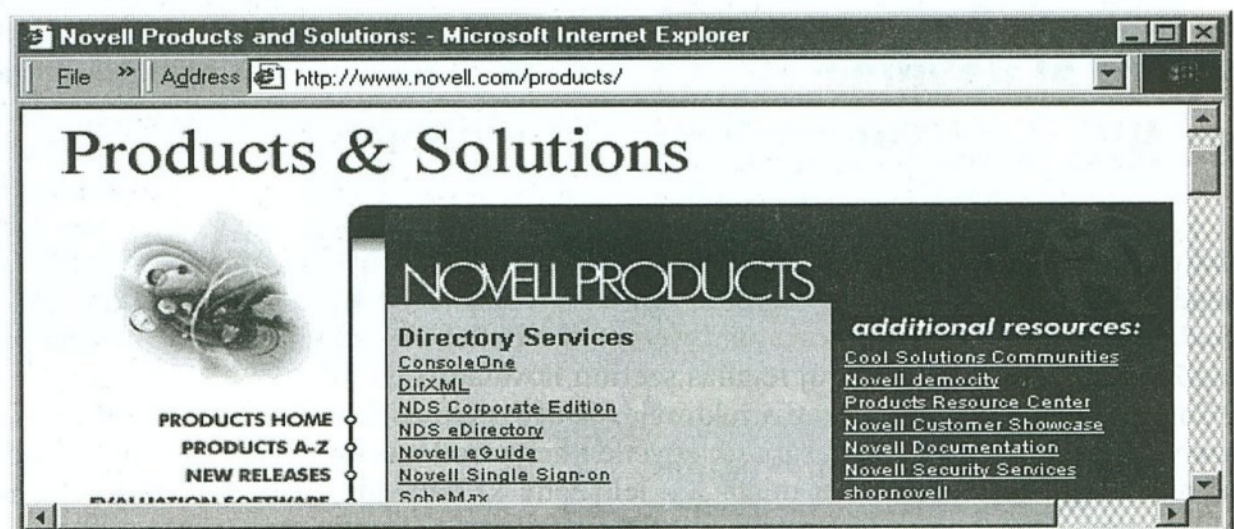 Novell Products and Solutions: - Microsoft Internet Explorer
File » Address http://www.novell.com/products/
Products & Solutions
NOVELL PRODUCTS
Directory Services
ConsoleOne
DirXML
NDS Corporate Edition
NDS eDirectory
Novell eGuide
Novell Single Sign-on
ScheMax
additional resources:
Cool Solutions Communities
Novell democity
Products Resource Center
Novell Customer Showcase
Novell Documentation
Novell Security Services
shopnovell
PRODUCTS HOME
PRODUCTS A-Z
NEW RELEASES
EVALUATION SOFTWARE